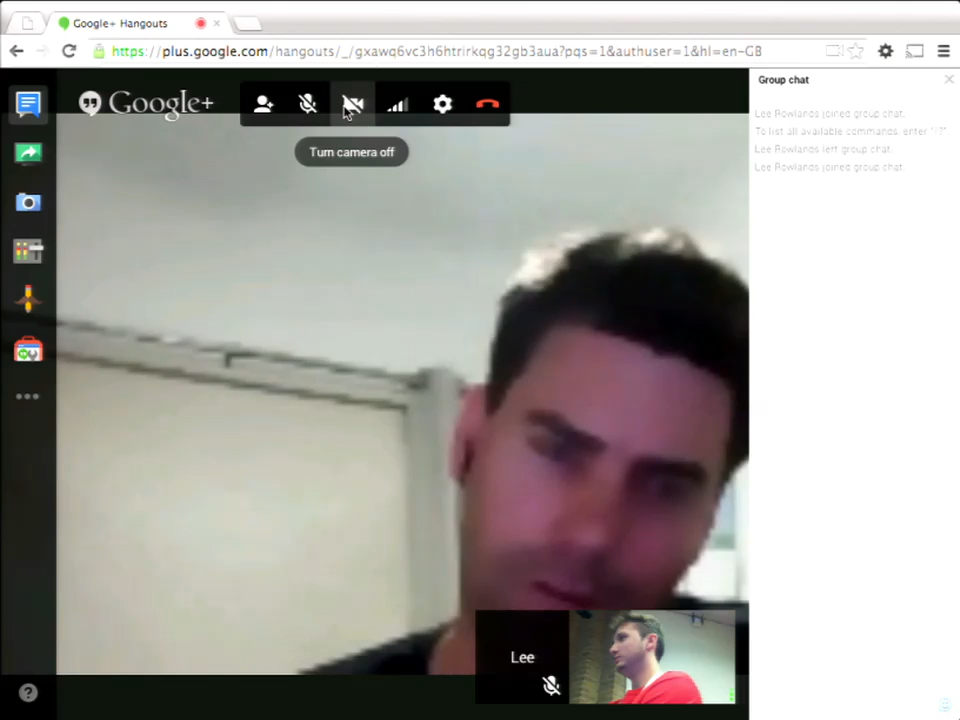 Google+ Hangouts
https://plus.google.com/hangouts/_/gxawq6vc3h6htrirkqg32gb3aua?pqs=1&authuser=1&hl=en-GB
Google+
Group chat
Turn camera off
Lee Rowlands joined group chat.
To list all available commands, enter "/?".
Lee Rowlands left group chat.
Lee Rowlands joined group chat.
Lee